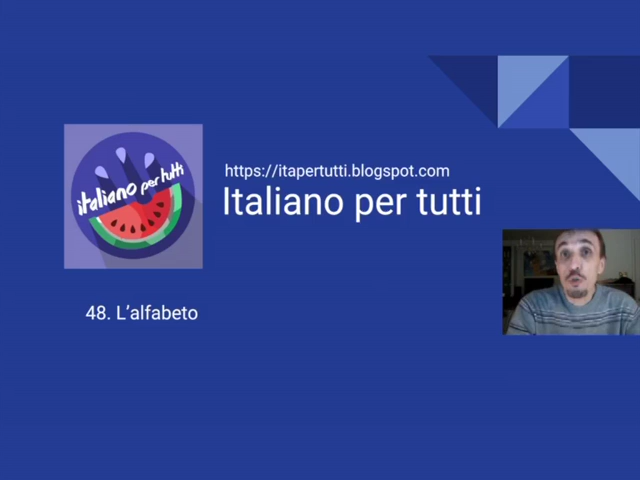 italiano per tutti
https://itapertutti.blogspot.com
Italiano per tutti
48. L’alfabeto